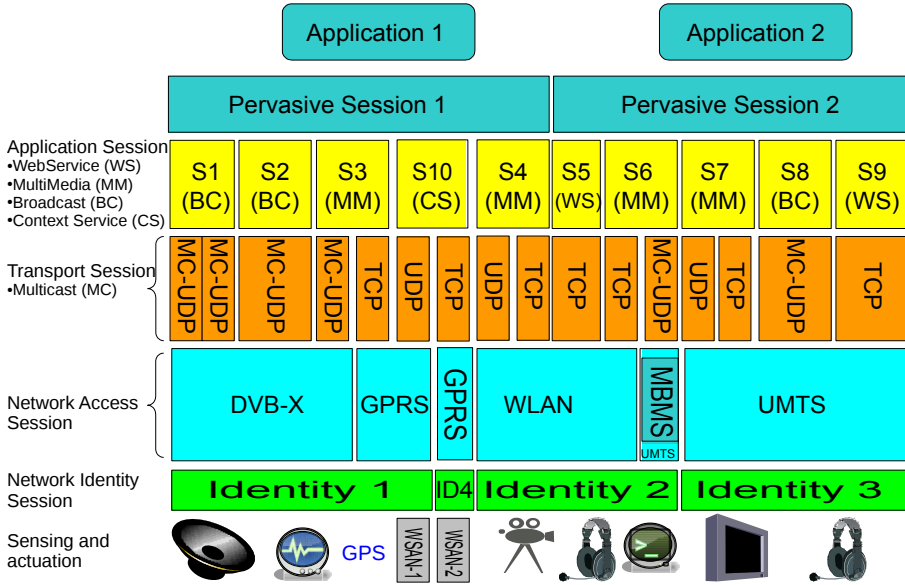 Application 1
Application 2
Pervasive Session 1
Pervasive Session 2
Application Session
•WebService (WS)
•MultiMedia (MM)
•Broadcast (BC)
•Context Service (CS)
S1
(BC)
S2
(BC)
S3
(MM)
S10
(CS)
S4
(MM)
S5
(WS)
S6
(MM)
S7
(MM)
S8
(BC)
S9
(WS)
Transport Session
•Multicast (MC)
MC-UDP
MC-UDP
MC-UDP
MC-UDP
TCP
UDP
TCP
UDP
TCP
TCP
TCP
MC-UDP
UDP
TCP
MC-UDP
TCP
Network Access
Session
DVB-X
GPRS
GPRS
WLAN
MBMS
UMTS
UMTS
Network Identity
Session
Identity 1
ID4
Identity 2
Identity 3
Sensing and
actuation
GPS
WSAN-1
WSAN-2
>_